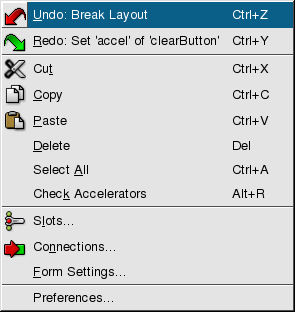 Undo: Break Layout Ctrl+Z
Redo: Set 'accel' of 'clearButton' Ctrl+Y
Cut Ctrl+X
Copy Ctrl+C
Paste Ctrl+V
Delete Del
Select All Ctrl+A
Check Accelerators Alt+R
Slots...
Connections...
Form Settings...
Preferences...